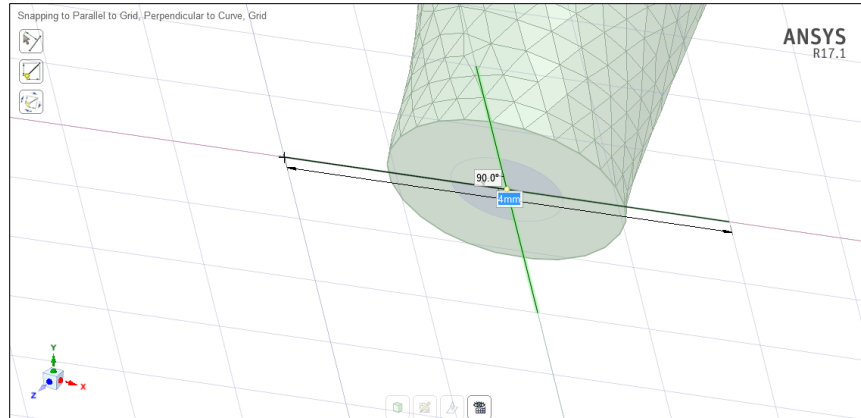 Snapping to Parallel to Grid, Perpendicular to Curve, Grid
ANSYS
R17.1
90.0°
4mm
Y
X
Z